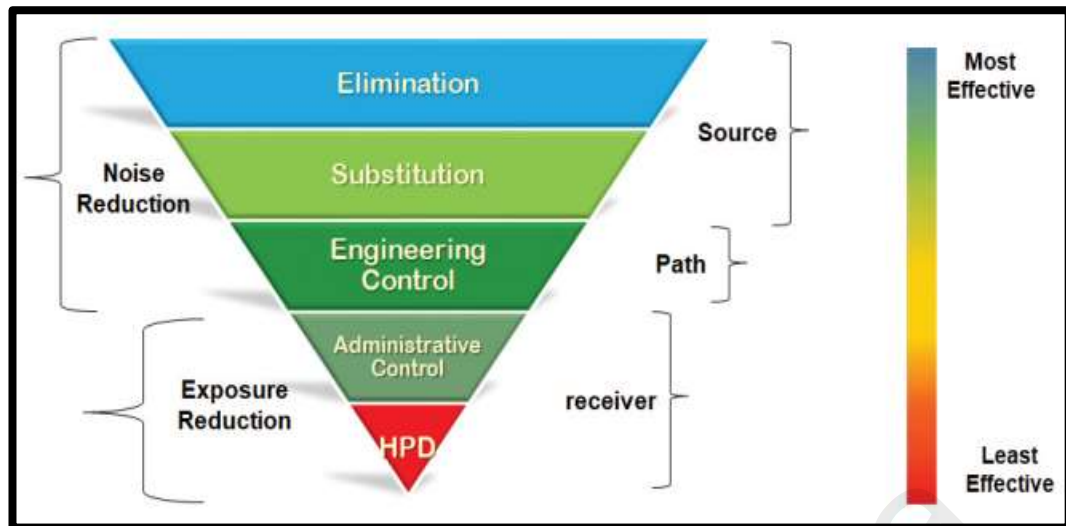 Elimination
Substitution
Engineering
Control
Administrative
Control
HPD
Noise
Reduction
Exposure
Reduction
Source
Path
receiver
Most
Effective
Least
Effective